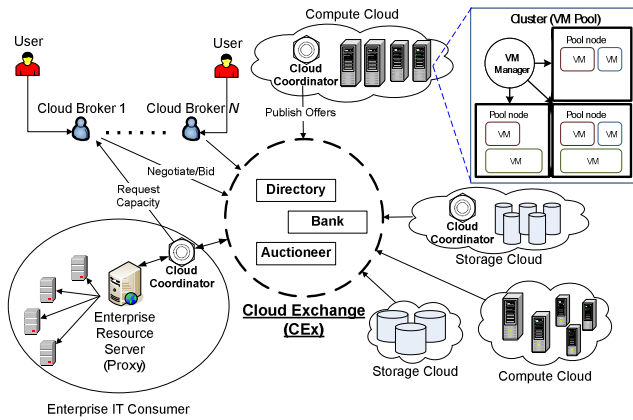 User
User
Compute Cloud
Cloud
Coordinator
Publish Offers
Cluster (VM Pool)
VM
Manager
Pool node
VM
VM
Pool node
VM
VM
Pool node
VM
VM
VM
Cloud Broker 1
Cloud Broker N
Negotiate/Bid
Request
Capacity
Directory
Bank
Auctioneer
Cloud Exchange
(CEx)
Cloud
Coordinator
Storage Cloud
Cloud
Coordinator
Enterprise
Resource
Server
(Proxy)
Enterprise IT Consumer
Storage Cloud
Compute Cloud